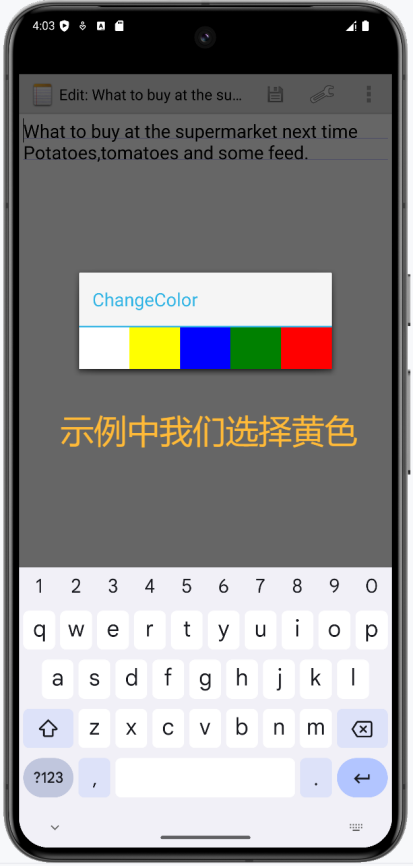 4:03
Edit: What to buy at the su...
What to buy at the supermarket next time
Potatoes,tomatoes and some feed.
ChangeColor
示例中我们选择黄色
1 2 3 4 5 6 7 8 9 0
q w e r t y u i o p
a s d f g h j k l
z x c v b n m
?123 , .